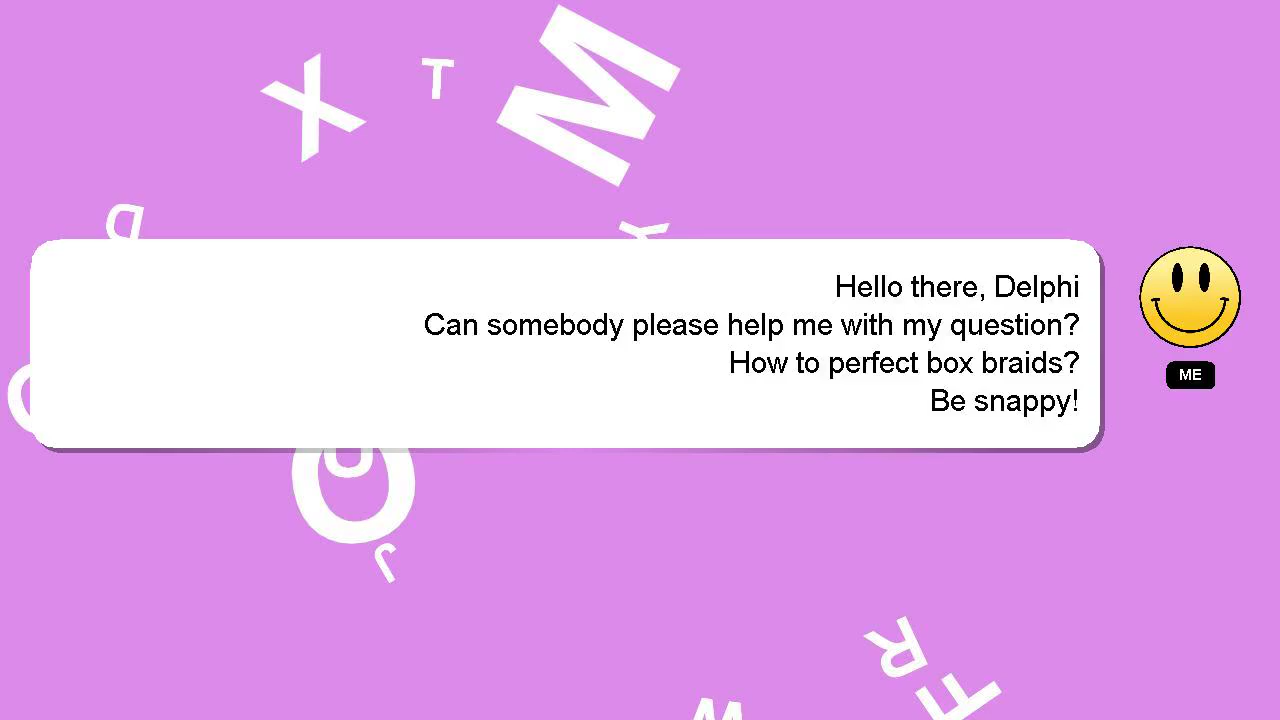 X
T
M
D
Y
Hello there, Delphi
Can somebody please help me with my question?
How to perfect box braids?
Be snappy!
ME
O
J
R
F
W